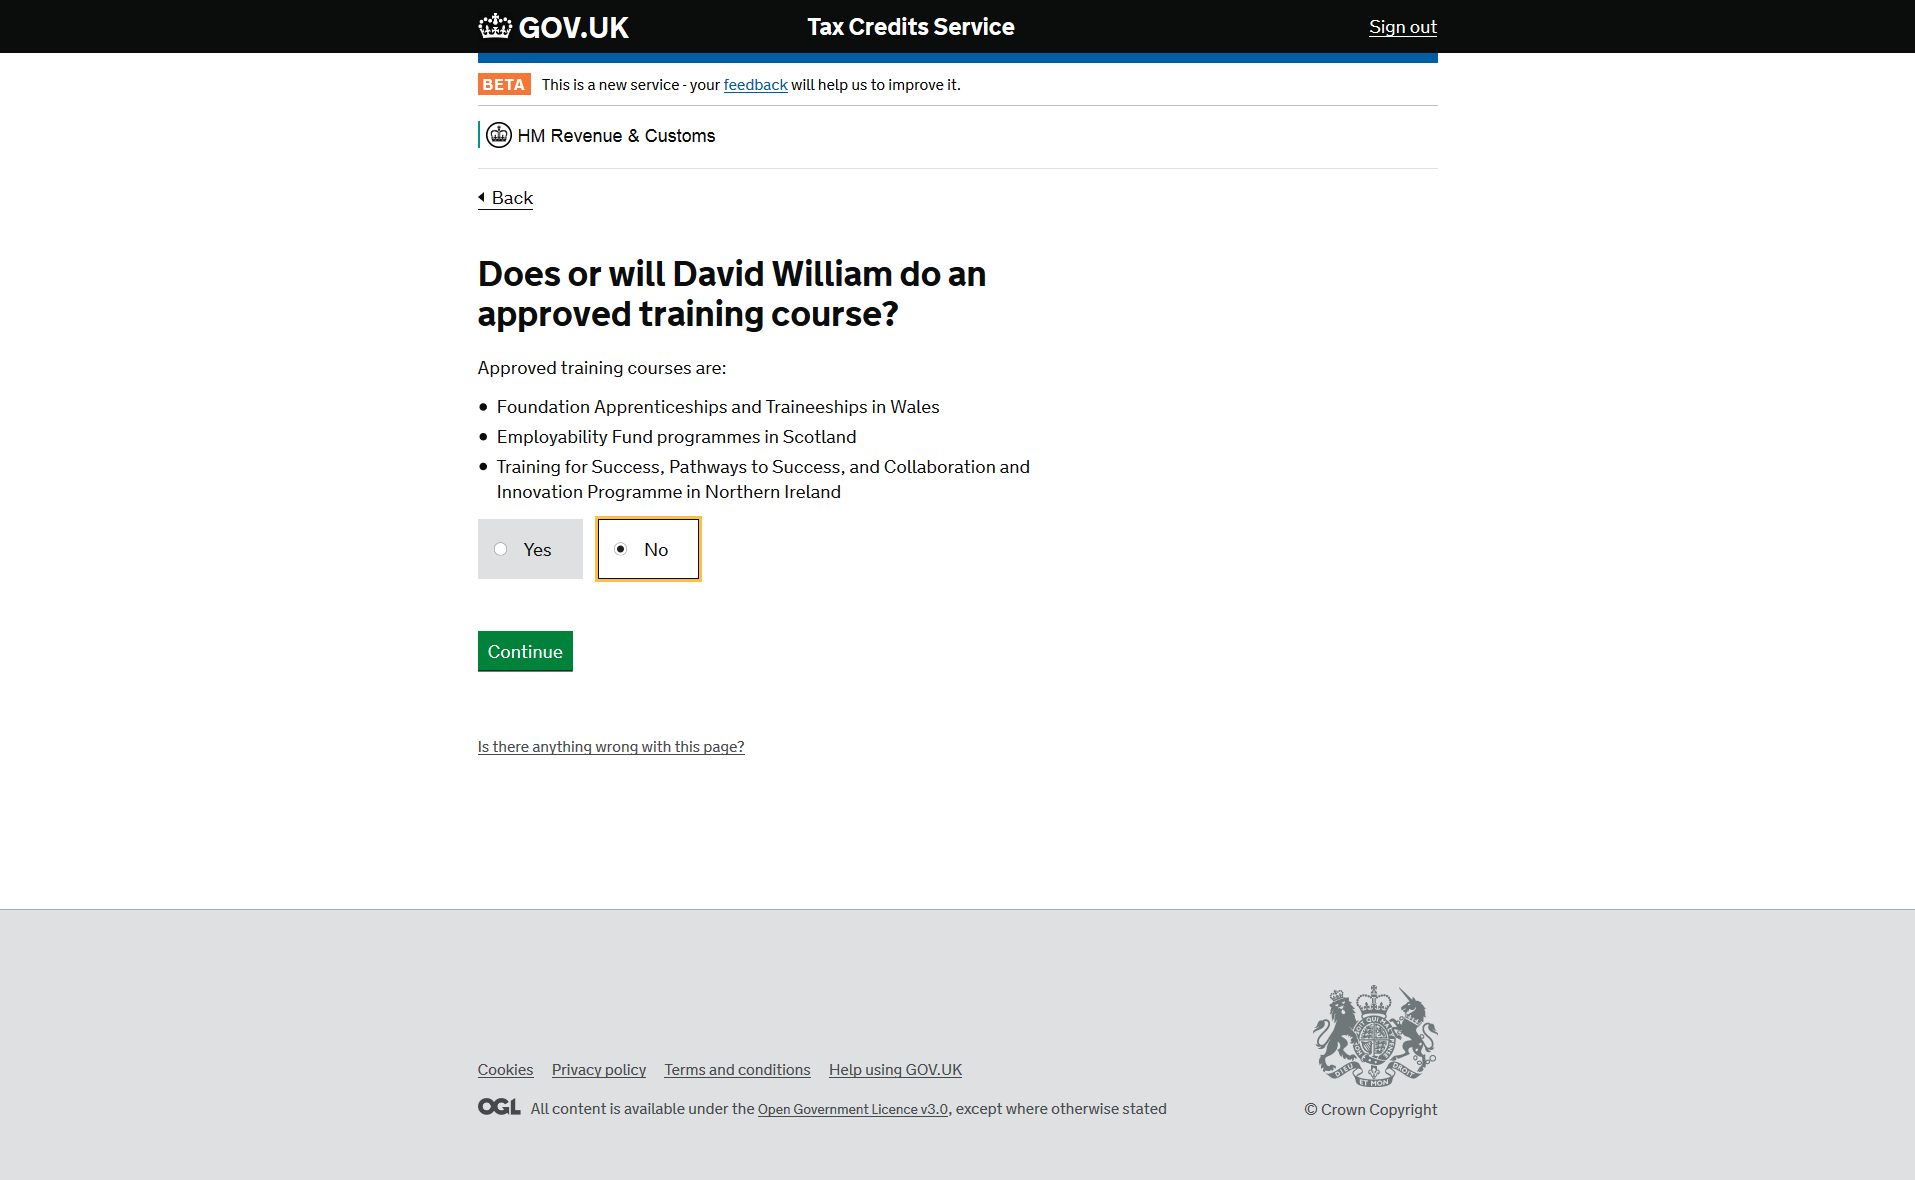 GOV.UK
Tax Credits Service
Sign out
BETA
This is a new service - your feedback will help us to improve it.
HM Revenue & Customs
Back
Does or will David William do an
approved training course?
Approved training courses are:
Foundation Apprenticeships and Traineeships in Wales
Employability Fund programmes in Scotland
Training for Success, Pathways to Success, and Collaboration and
Innovation Programme in Northern Ireland
Yes
No
Continue
Is there anything wrong with this page?
Cookies
Privacy policy
Terms and conditions
Help using GOV.UK
OGL
All content is available under the Open Government Licence v3.0, except where otherwise stated
DIEU ET MON DROIT
© Crown Copyright